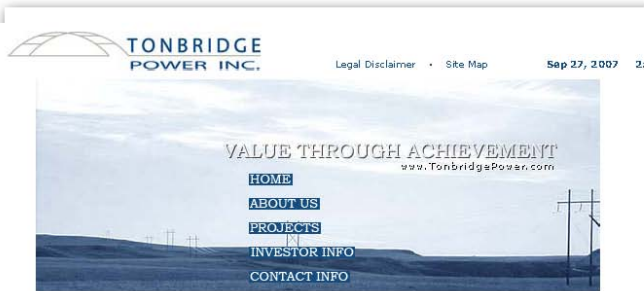 TONBRIDGE
POWER INC.
Legal Disclaimer • Site Map
Sep 27, 2007 2:
VALUE THROUGH ACHIEVEMENT
www.TonbridgePower.com
HOME
ABOUT US
PROJECTS
INVESTOR INFO
CONTACT INFO